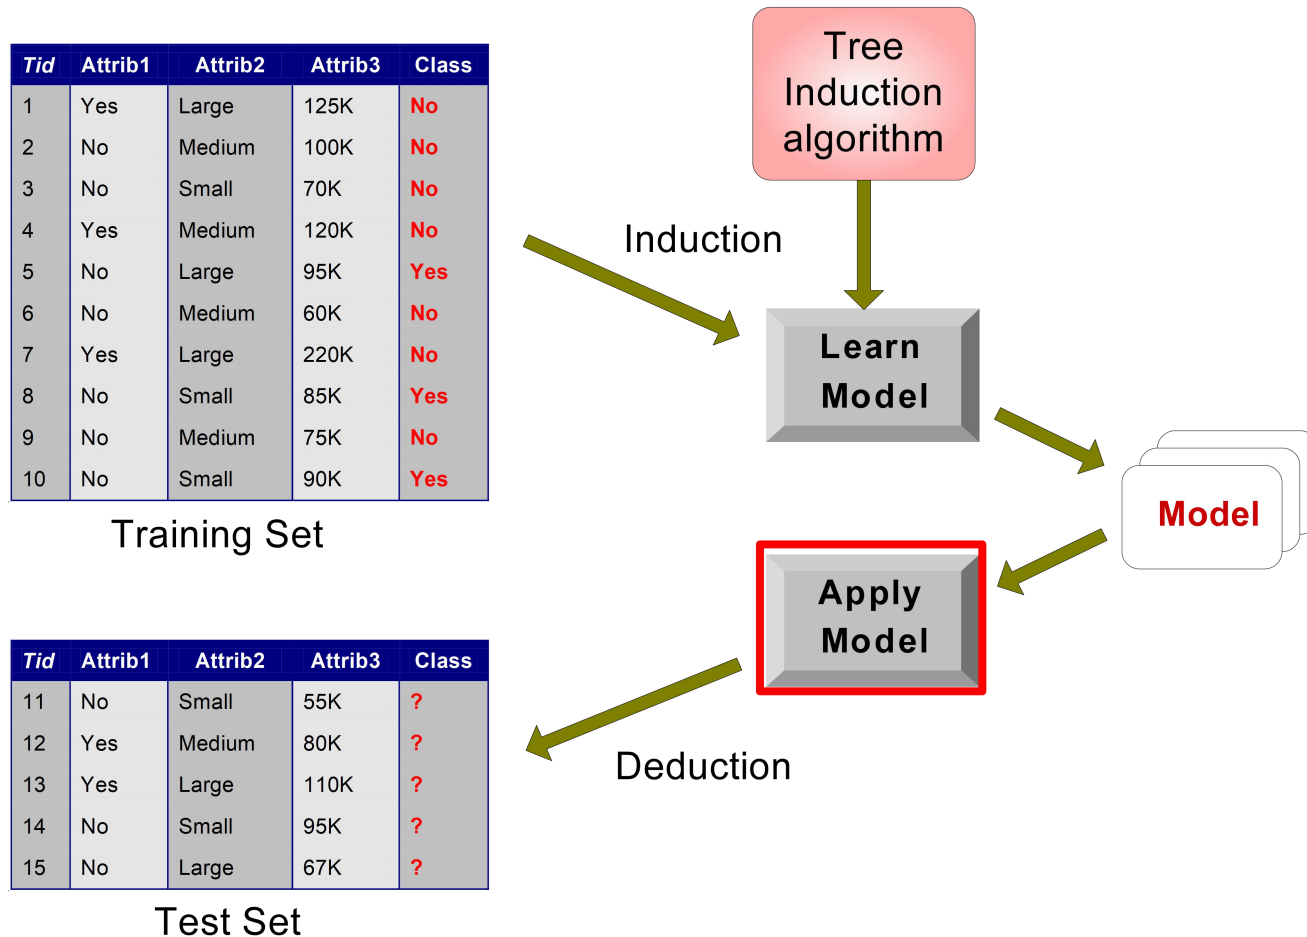 Tree
Induction
algorithm
Tid Attrib1 Attrib2 Attrib3 Class
1 Yes Large 125K No
2 No Medium 100K No
3 No Small 70K No
4 Yes Medium 120K No
5 No Large 95K Yes
6 No Medium 60K No
7 Yes Large 220K No
8 No Small 85K Yes
9 No Medium 75K No
10 No Small 90K Yes
Training Set
Induction
Learn
Model
Model
Apply
Model
Deduction
Tid Attrib1 Attrib2 Attrib3 Class
11 No Small 55K ?
12 Yes Medium 80K ?
13 Yes Large 110K ?
14 No Small 95K ?
15 No Large 67K ?
Test Set